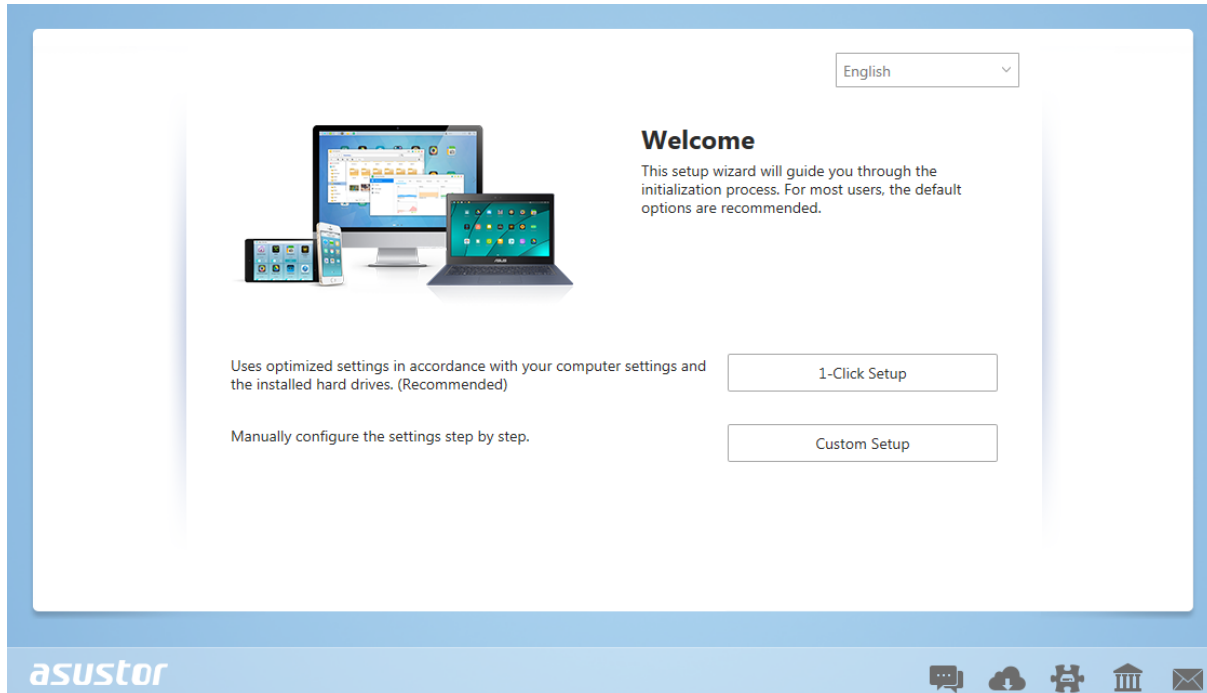 English
Welcome
This setup wizard will guide you through the
initialization process. For most users, the default
options are recommended.
Uses optimized settings in accordance with your computer settings and
the installed hard drives. (Recommended)
1-Click Setup
Manually configure the settings step by step.
Custom Setup
asustor